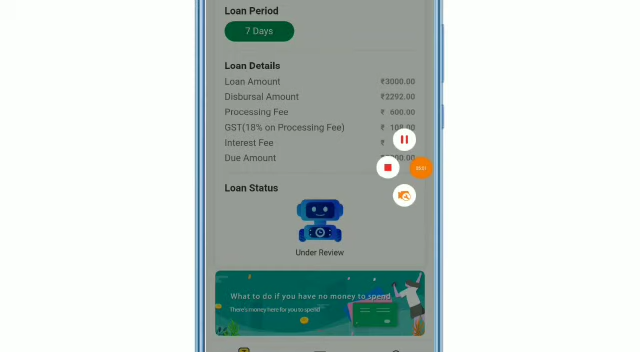 Loan Period
7 Days
Loan Details
Loan Amount ₹3000.00
Disbursal Amount ₹2292.00
Processing Fee ₹ 600.00
GST(18% on Processing Fee) ₹ 108.00
Interest Fee ₹
Due Amount 00.00
Loan Status
Under Review
What to do if you have no money to spend
There's money here for you to spend